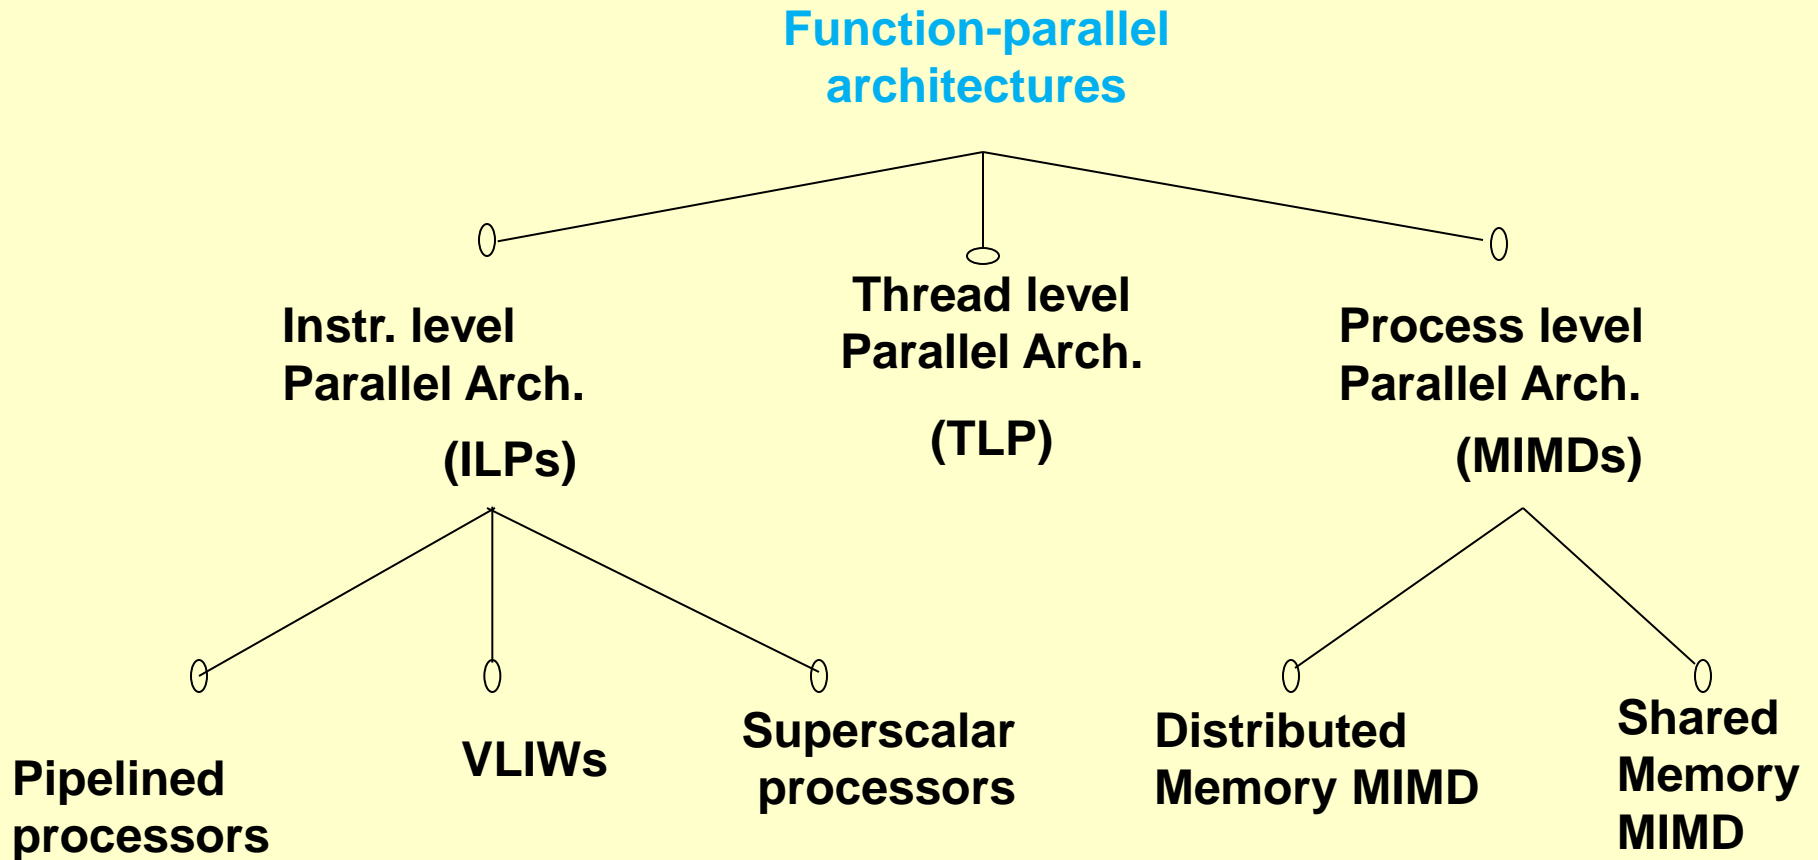 Function-parallel
architectures
Instr. level
Parallel Arch.
(ILPs)
Thread level
Parallel Arch.
(TLP)
Process level
Parallel Arch.
(MIMDs)
Pipelined
processors
VLIWs
Superscalar
processors
Distributed
Memory MIMD
Shared
Memory
MIMD